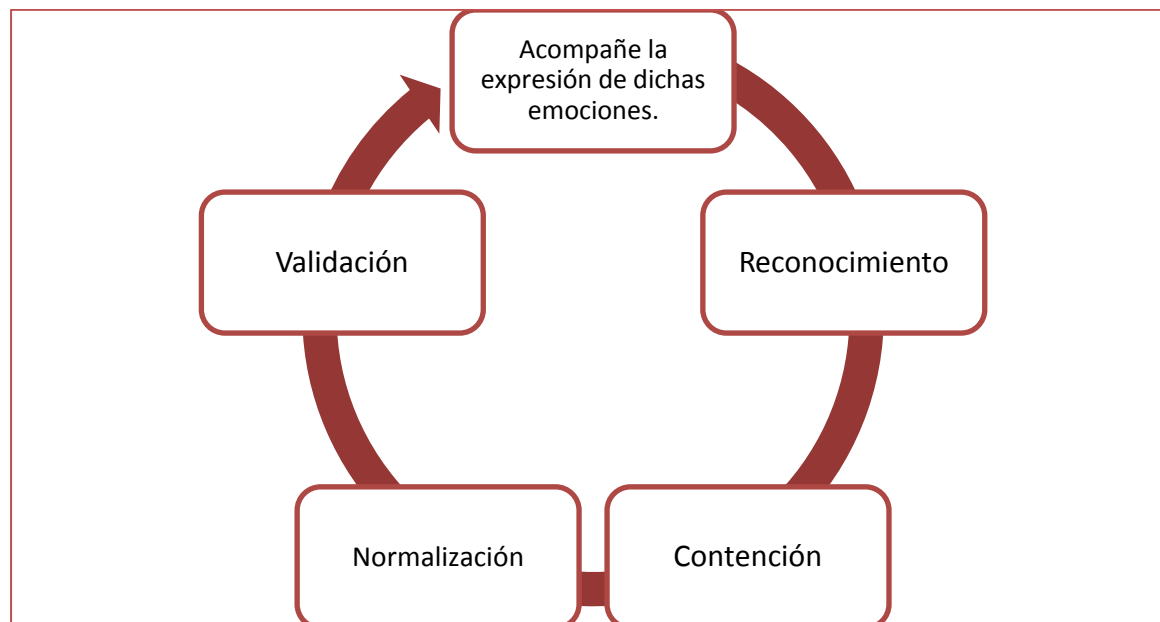 Acompañe la
expresión de dichas
emociones.
Reconocimiento
Contención
Normalización
Validación